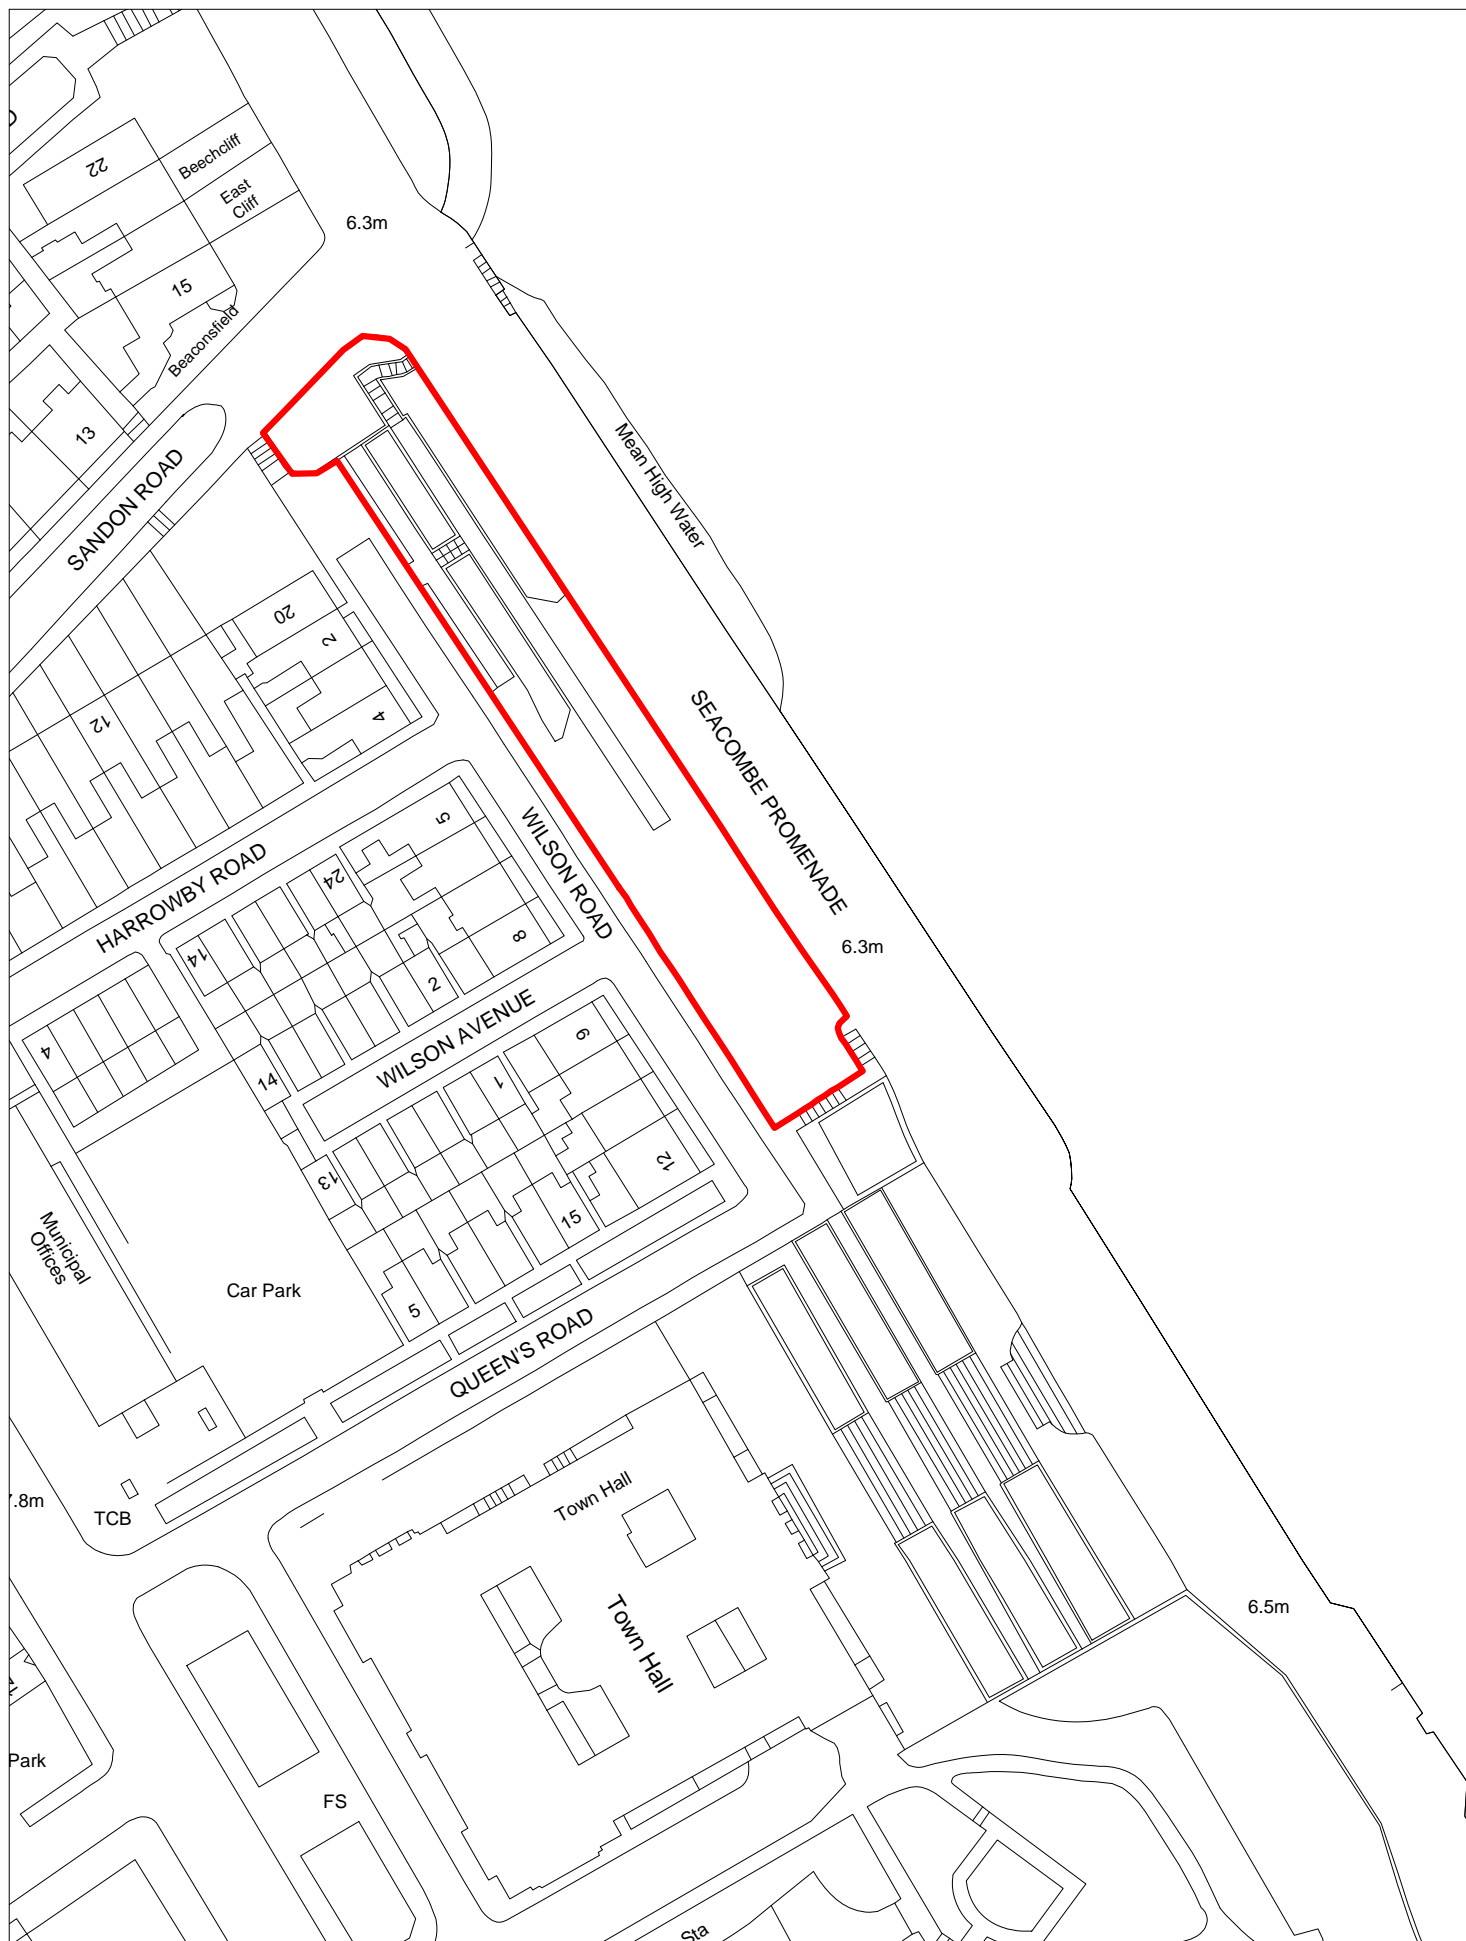 22
Beechcliff
East
Cliff
6.3m
15
Beaconsfield
13
SANDON ROAD
Mean High Water
20
2
4
12
SEACOMBE PROMENADE
WILSON ROAD
5
24
HARROWBY ROAD
14
8
2
6.3m
WILSON AVENUE
4
14
9
1
13
12
15
Municipal
Offices
Car Park
5
QUEEN'S ROAD
Town Hall
7.8m
TCB
Town Hall
6.5m
Park
FS
Sta